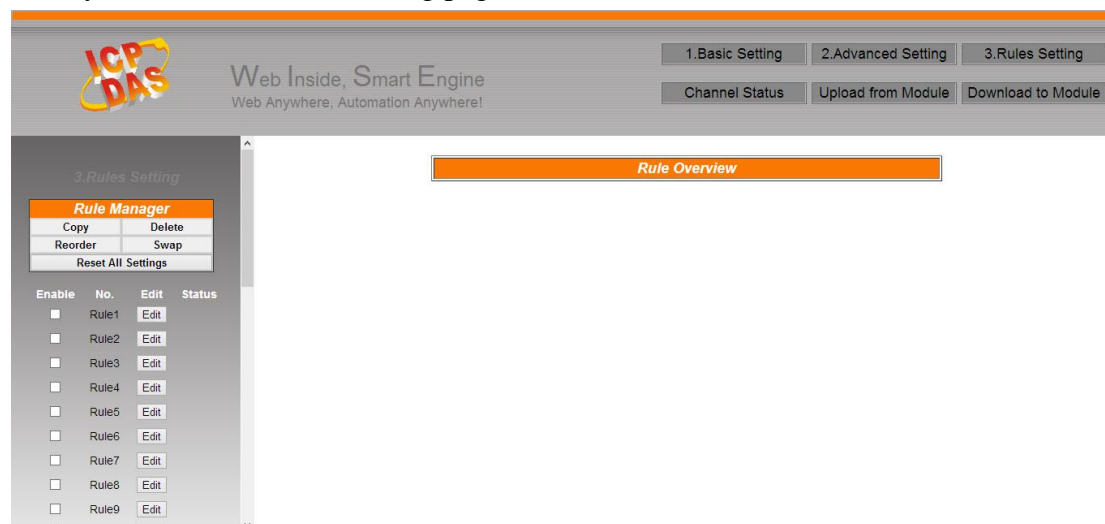 ICP
DAS
Web Inside, Smart Engine
Web Anywhere, Automation Anywhere!
1.Basic Setting 2.Advanced Setting 3.Rules Setting
Channel Status Upload from Module Download to Module
3.Rules Setting
Rule Manager
Copy Delete
Reorder Swap
Reset All Settings
Enable No. Edit Status
Rule1 Edit
Rule2 Edit
Rule3 Edit
Rule4 Edit
Rule5 Edit
Rule6 Edit
Rule7 Edit
Rule8 Edit
Rule9 Edit
Rule Overview